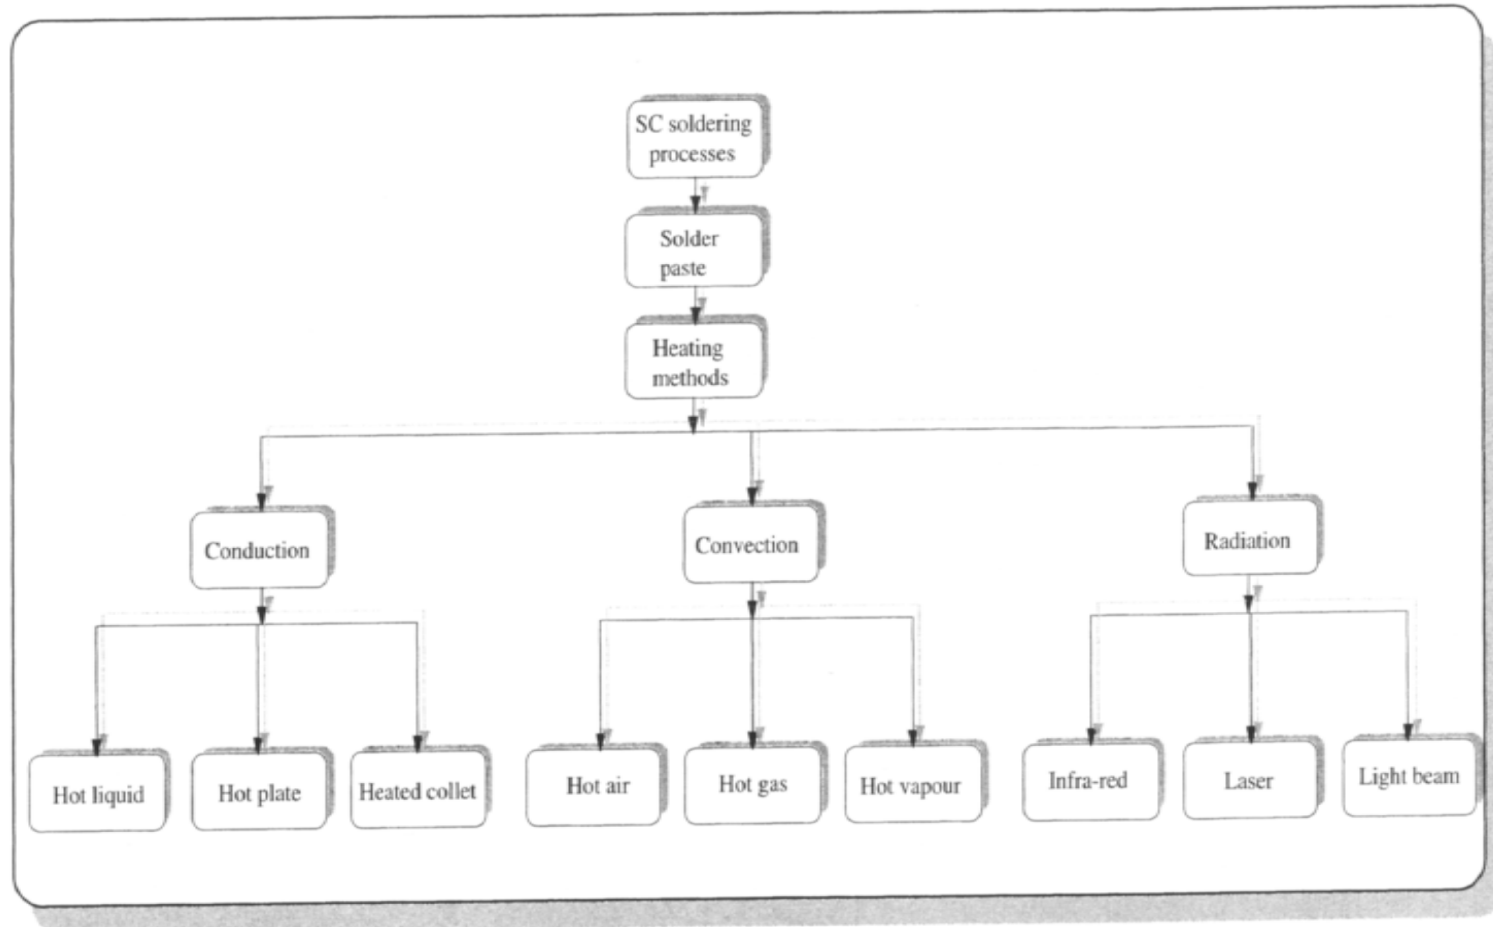 SC soldering
processes
Solder
paste
Heating
methods
Conduction
Convection
Radiation
Hot liquid
Hot plate
Heated collet
Hot air
Hot gas
Hot vapour
Infra-red
Laser
Light beam